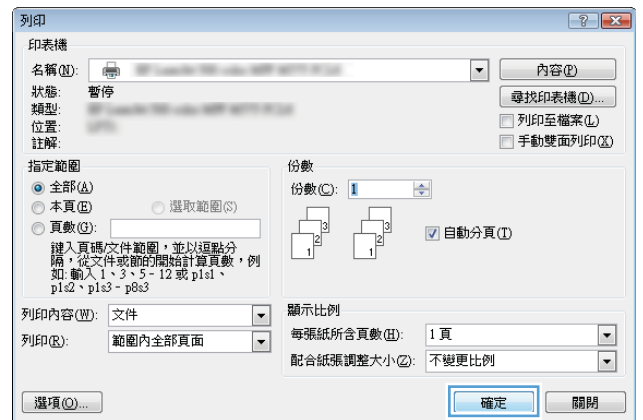 列印
印表機
名稱(N):
內容(P)
狀態: 暫停
尋找印表機(D)...
類型:
位置:
列印至檔案(L)
註解:
手動雙面列印(X)
指定範圍
全部(A)
本頁(E) 選取範圍(S)
頁數(G):
鍵入頁碼/文件範圍，並以逗點分
隔，從文件或節的開始計算頁數，例
如: 輸入 1、3、5 - 12 或 p1s1、
p1s2、p1s3 - p8s3
份數
份數(C): 1
3
2
1
3
2
1
自動分頁(T)
列印內容(W): 文件
列印(R): 範圍內全部頁面
顯示比例
每張紙所含頁數(H): 1 頁
配合紙張調整大小(Z): 不變更比例
選項(O)...
確定
關閉